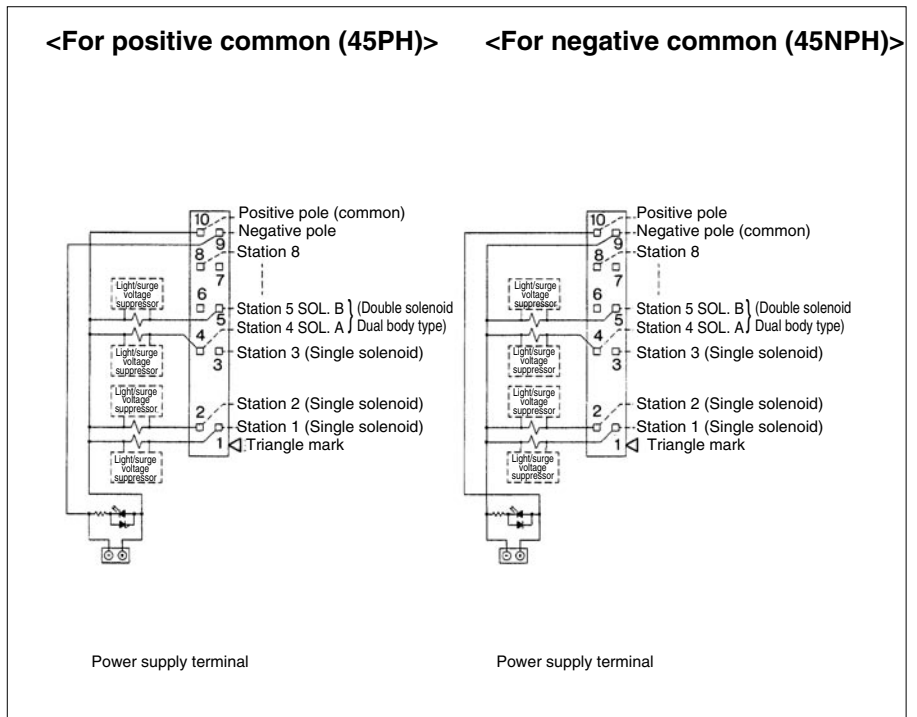 <For positive common (45PH)>
10
Positive pole (common)
9
Negative pole
8
Station 8
7
6
Light/surge
voltage
suppressor
Station 5 SOL. B
5
(Double solenoid
Station 4 SOL. A
Dual body type)
4
Station 3 (Single solenoid)
3
Light/surge
voltage
suppressor
Light/surge
voltage
suppressor
Station 2 (Single solenoid)
2
Station 1 (Single solenoid)
1
Triangle mark
Light/surge
voltage
suppressor
Power supply terminal
<For negative common (45NPH)>
10
Positive pole
9
Negative pole (common)
8
Station 8
7
6
Light/surge
voltage
suppressor
Station 5 SOL. B
5
(Double solenoid
Station 4 SOL. A
Dual body type)
4
Station 3 (Single solenoid)
3
Light/surge
voltage
suppressor
Light/surge
voltage
suppressor
Station 2 (Single solenoid)
2
Station 1 (Single solenoid)
1
Triangle mark
Light/surge
voltage
suppressor
Power supply terminal